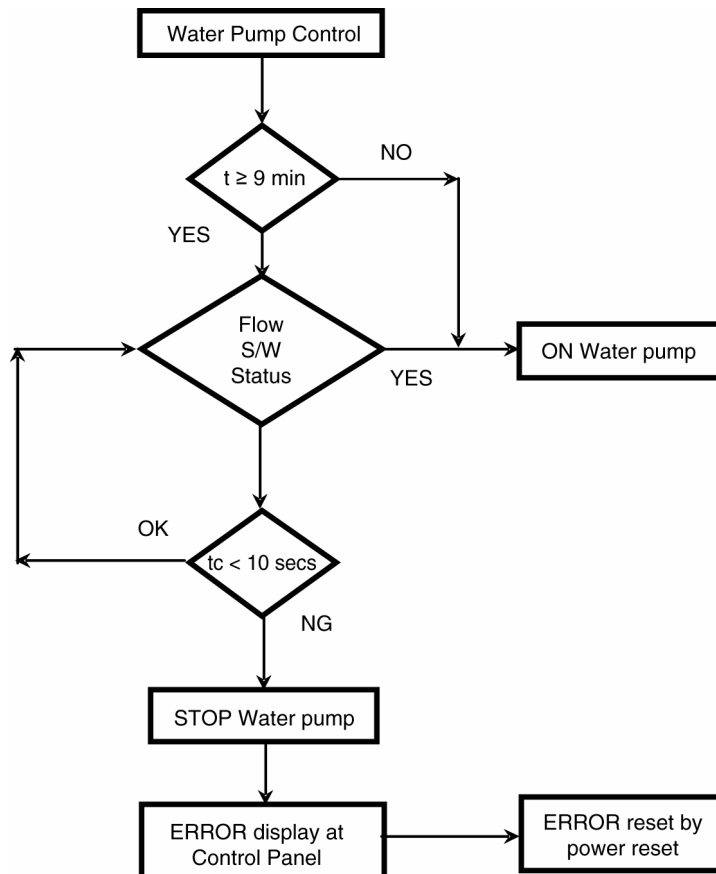 Water Pump Control
t ≥ 9 min
NO
YES
Flow
S/W
Status
YES
ON Water pump
OK
tc < 10 secs
NG
STOP Water pump
ERROR display at
Control Panel
ERROR reset by
power reset